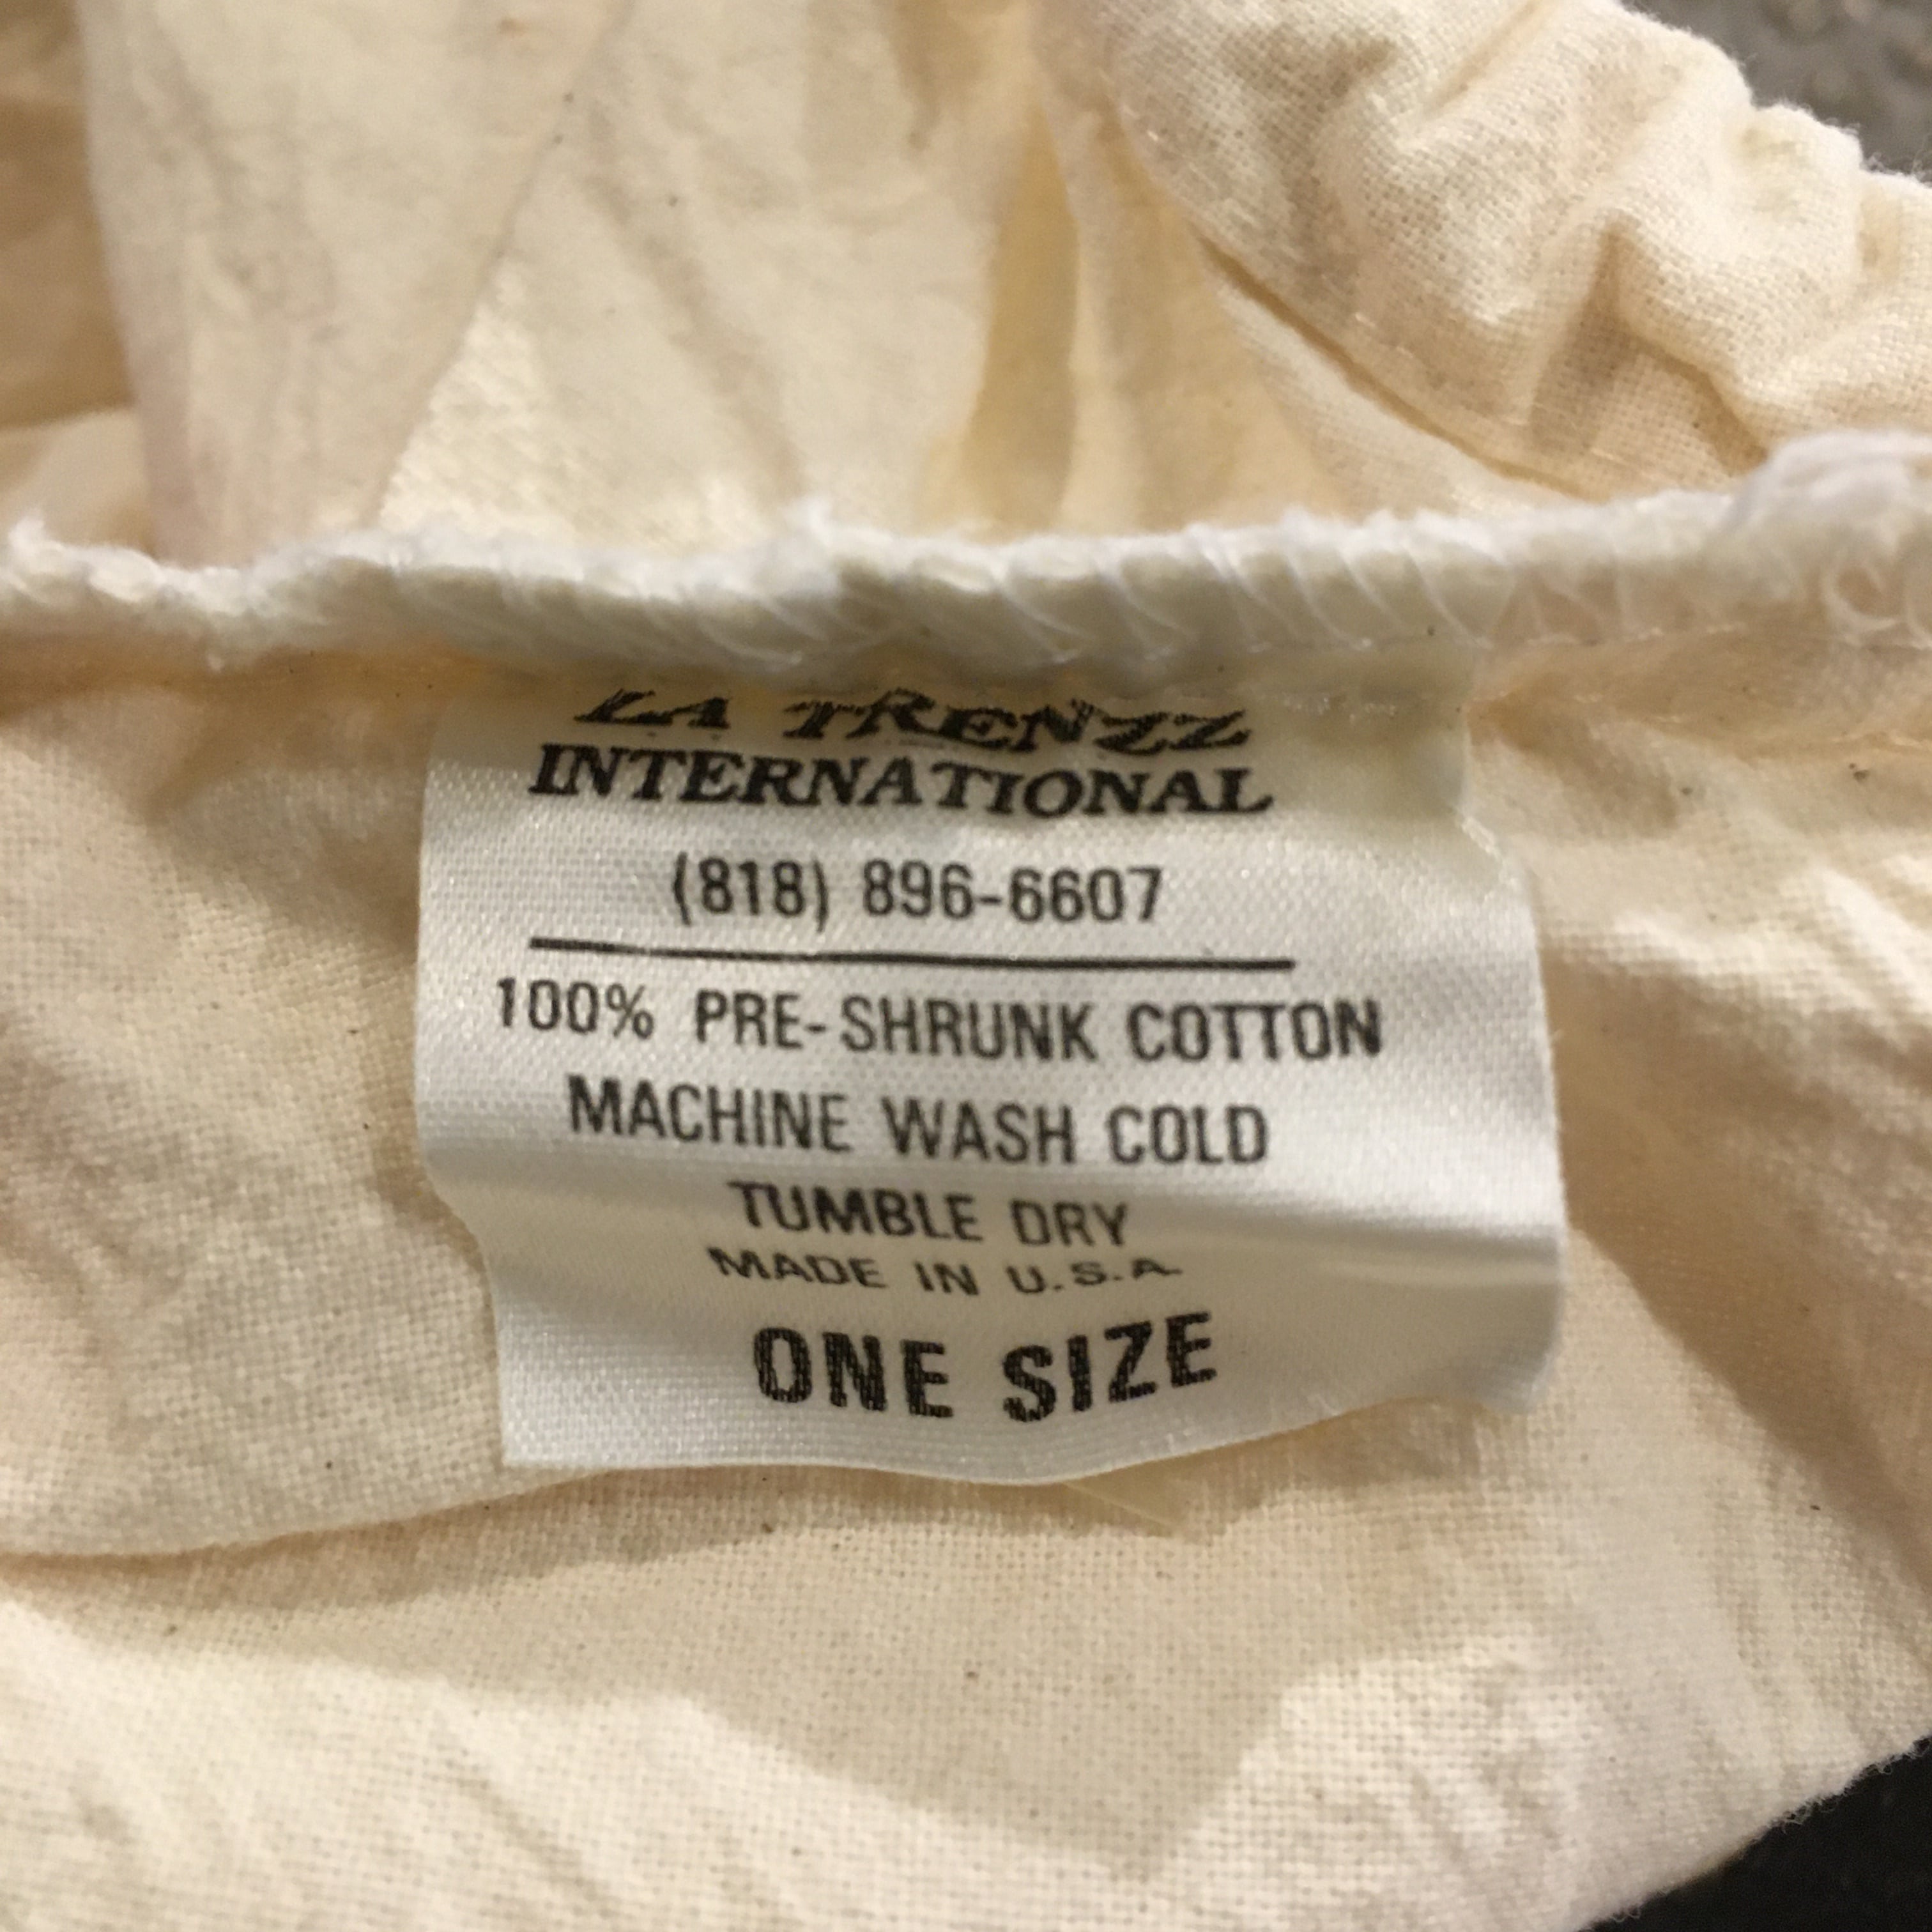 LA TRENZZ
INTERNATIONAL
(818) 896-6607
100% PRE-SHRUNK COTTON
MACHINE WASH COLD
TUMBLE DRY
MADE IN U.S.A.
ONE SIZE